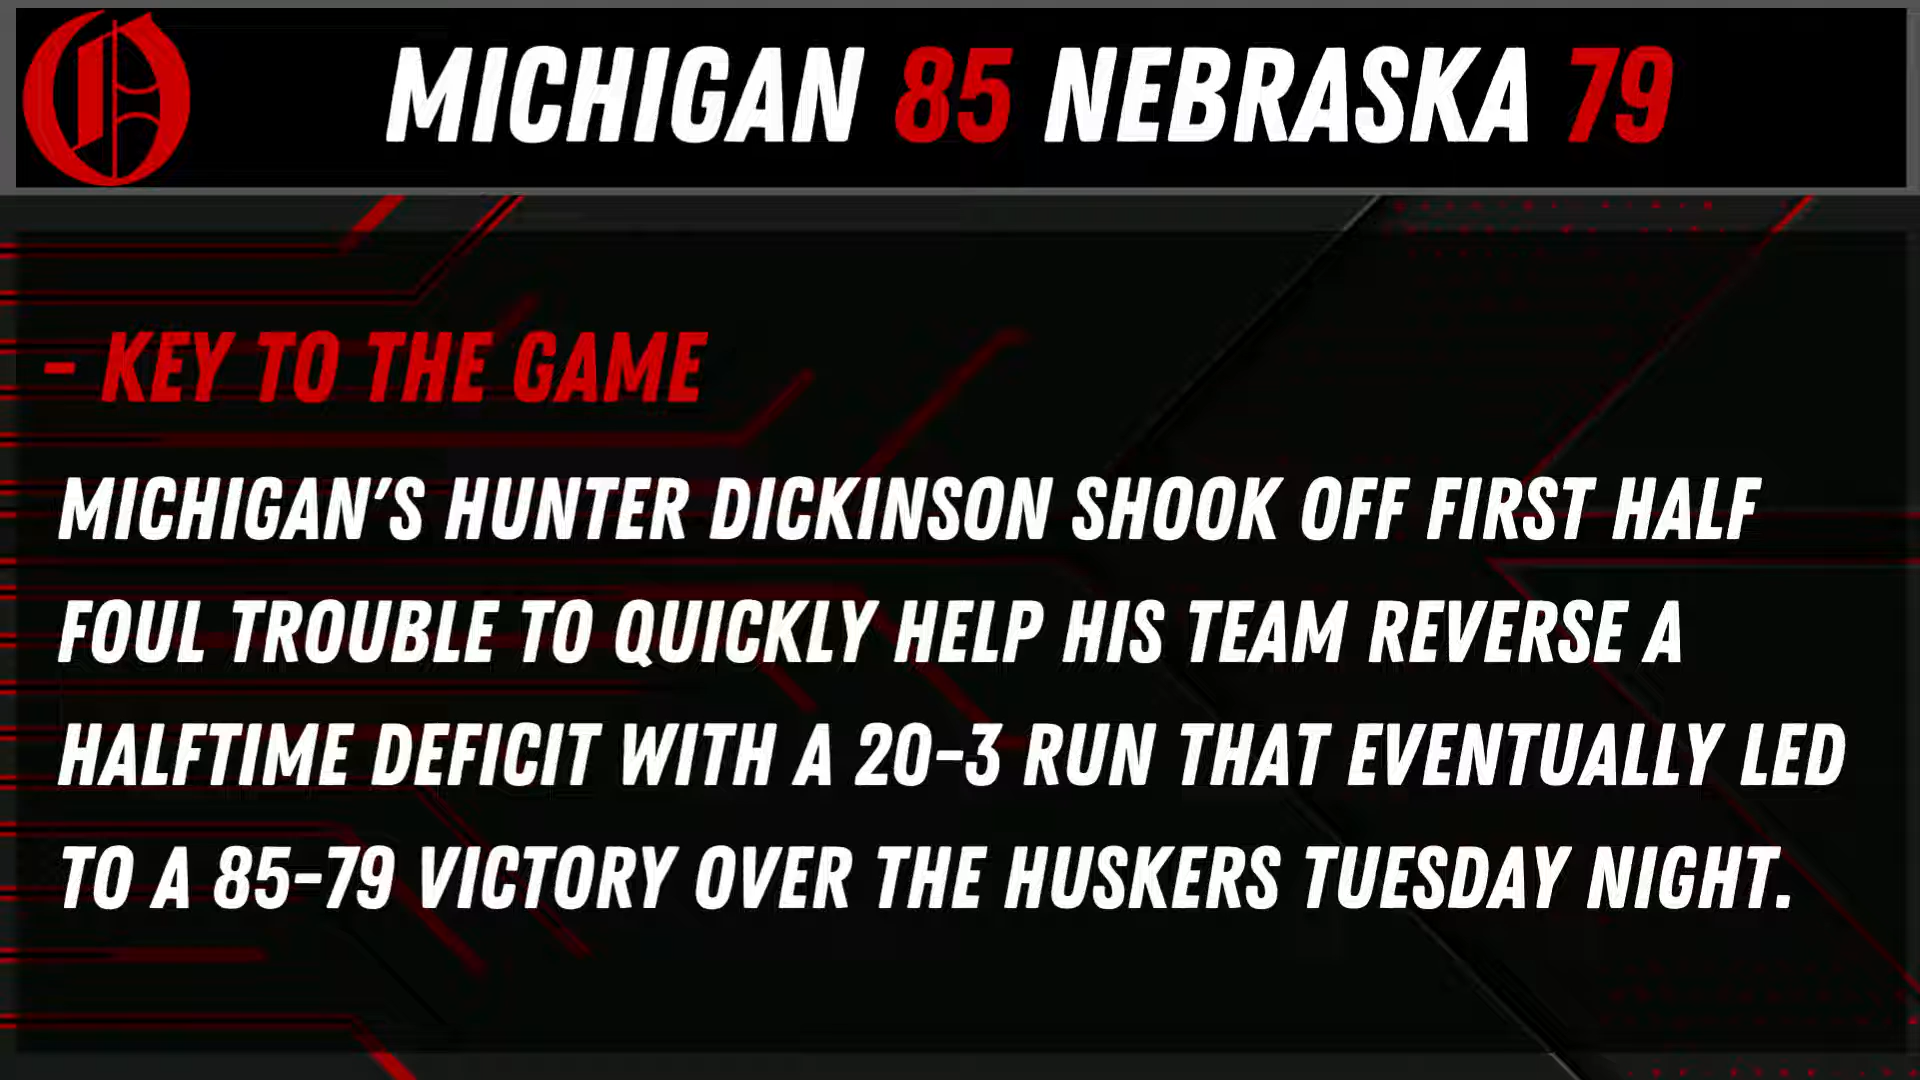 MICHIGAN 85 NEBRASKA 79
- KEY TO THE GAME
MICHIGAN'S HUNTER DICKINSON SHOOK OFF FIRST HALF
FOUL TROUBLE TO QUICKLY HELP HIS TEAM REVERSE A
HALFTIME DEFICIT WITH A 20-3 RUN THAT EVENTUALLY LED
TO A 85-79 VICTORY OVER THE HUSKERS TUESDAY NIGHT.